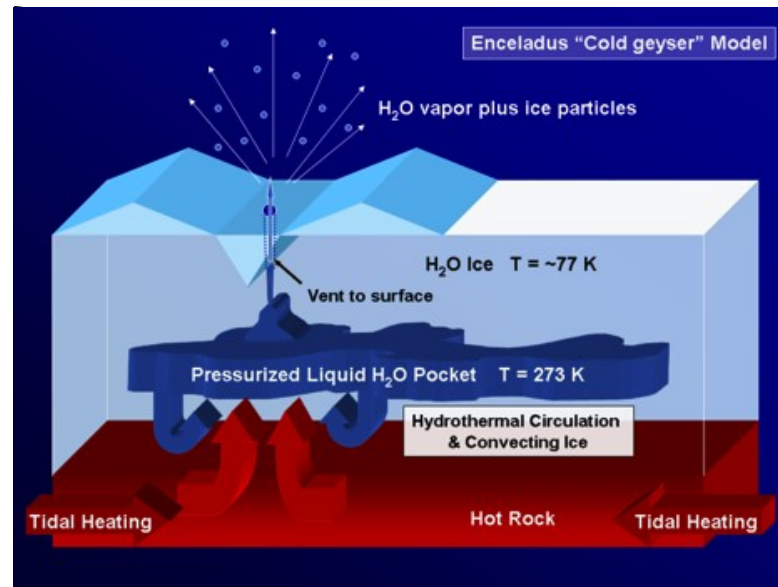 Enceladus “Cold geyser” Model
H₂O vapor plus ice particles
H₂O Ice T = ~77 K
Vent to surface
Pressurized Liquid H₂O Pocket T = 273 K
Hydrothermal Circulation
& Convecting Ice
Tidal Heating
Hot Rock
Tidal Heating